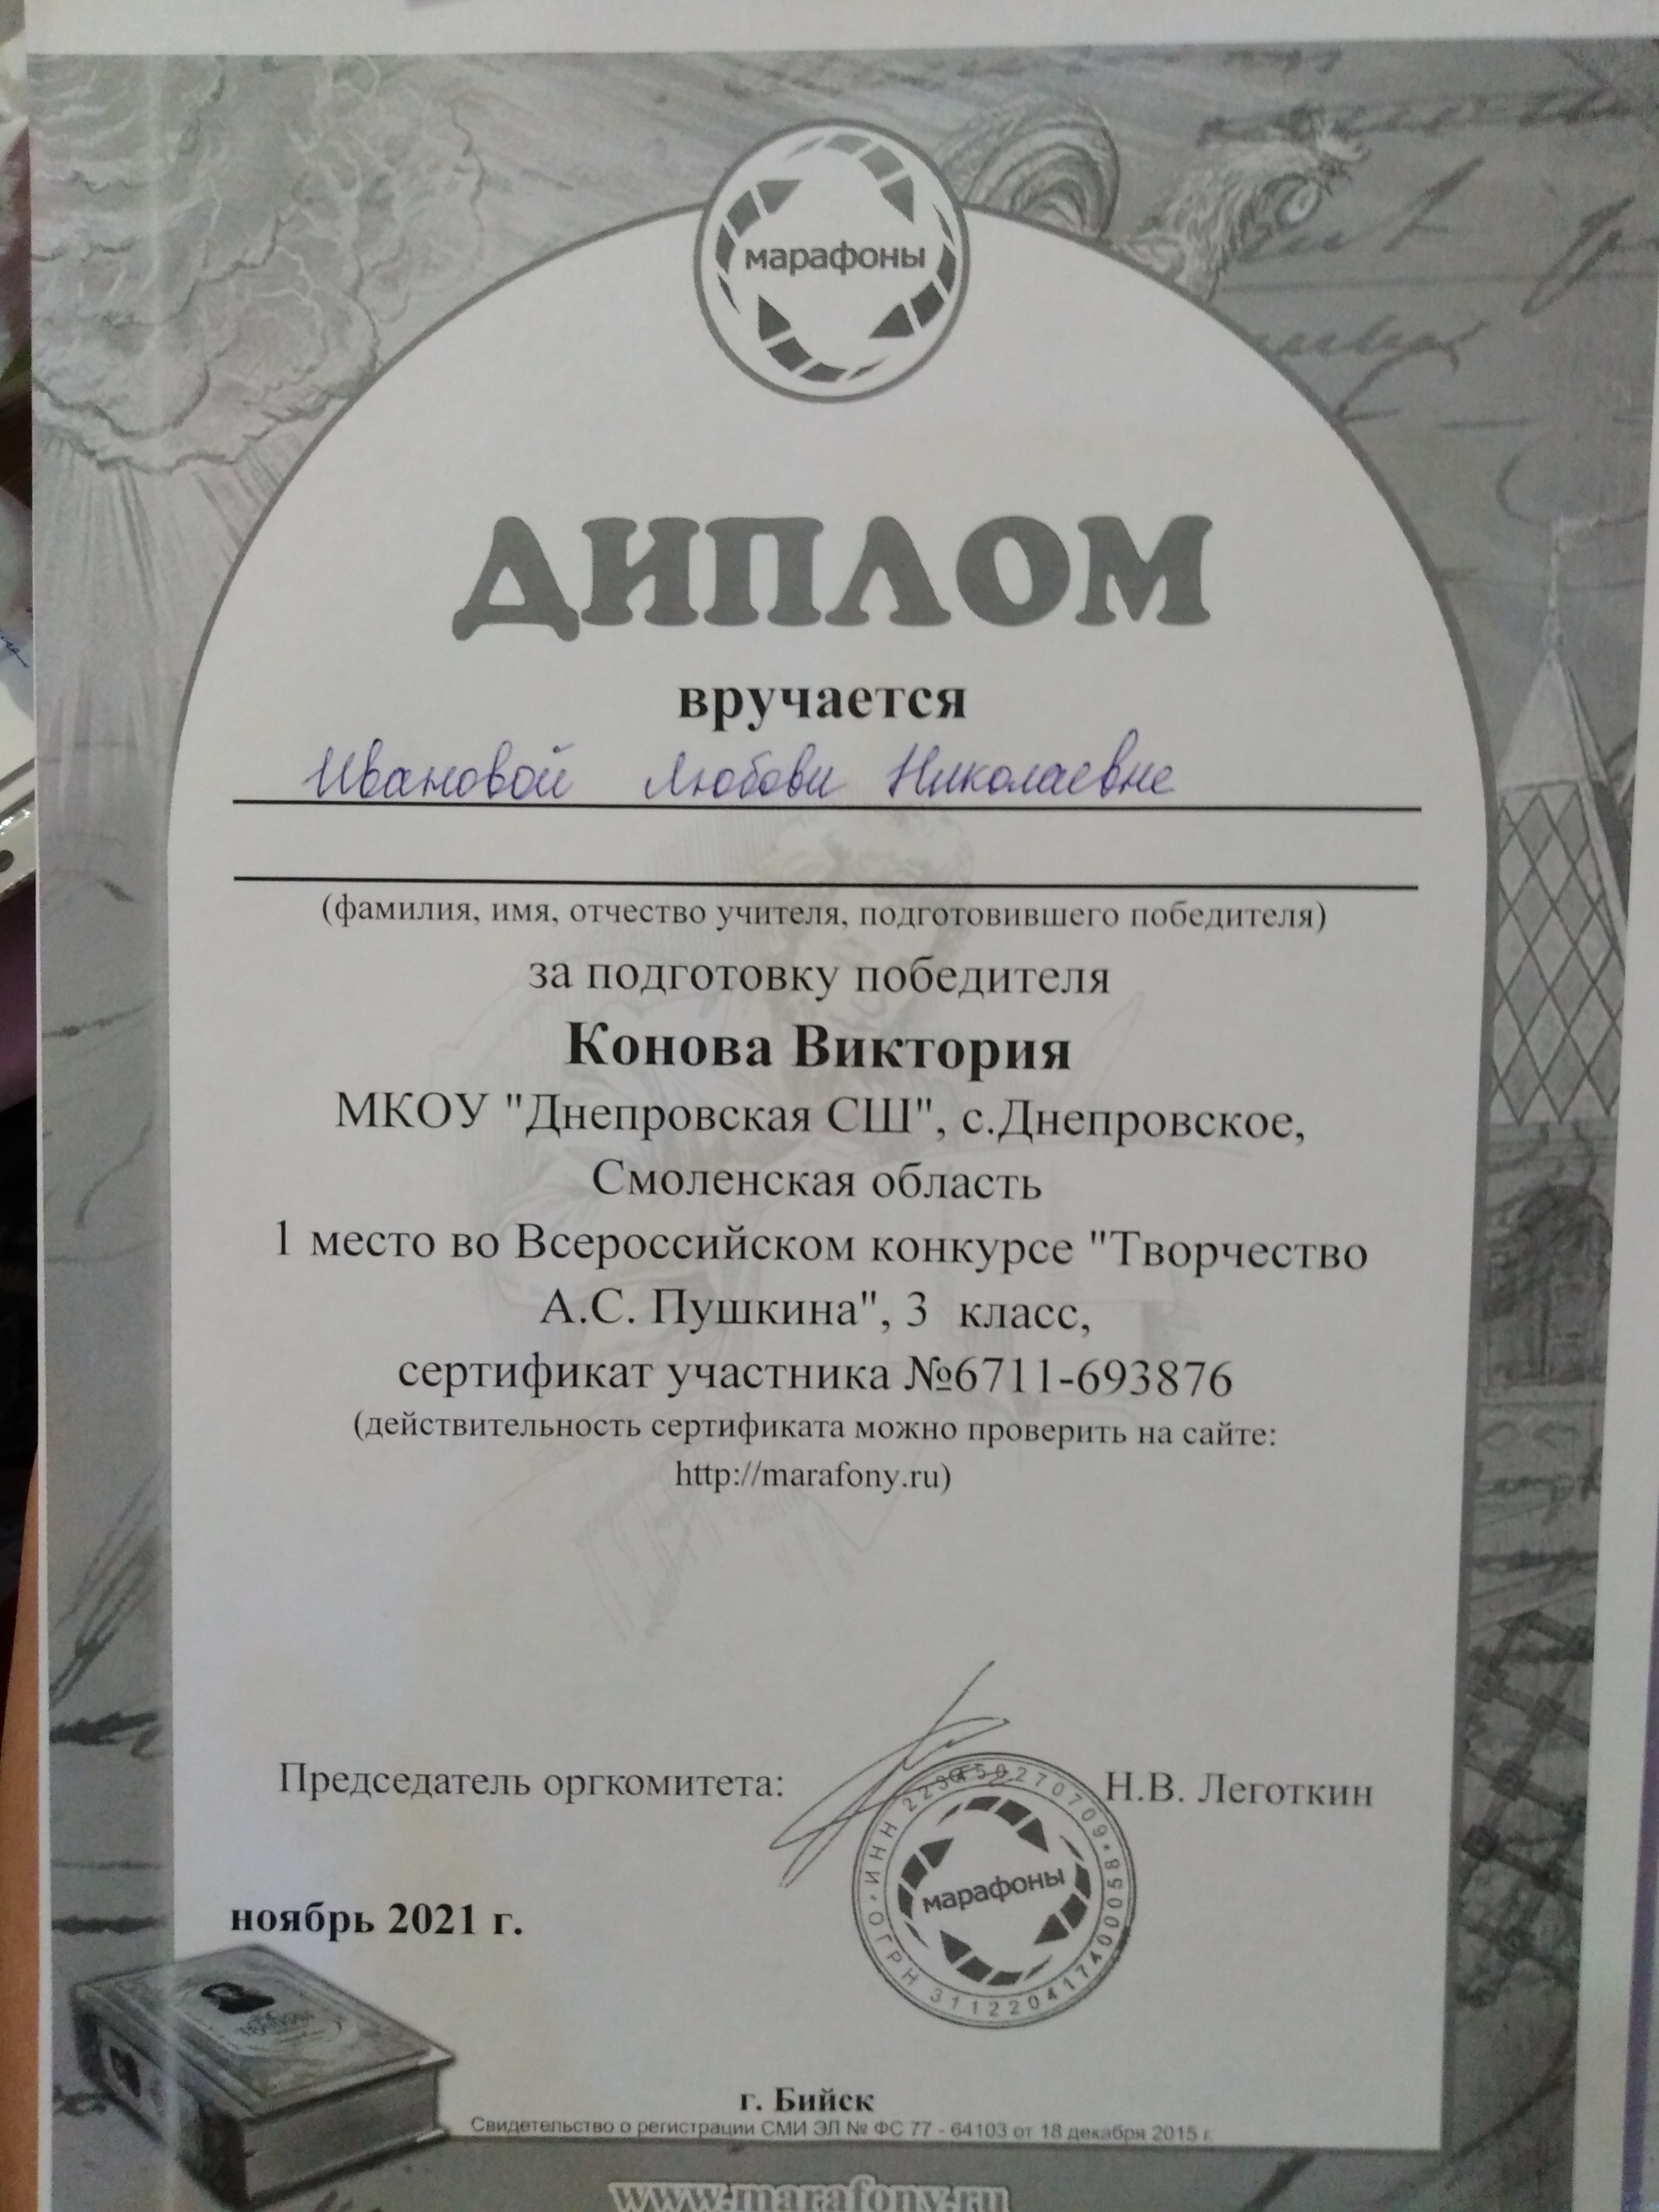 марафоны
ДИПЛОМ
вручается
Ивановой Любови Николаевне
(фамилия, имя, отчество учителя, подготовившего победителя)
за подготовку победителя
Конова Виктория
МКОУ "Днепровская СШ", с.Днепровское,
Смоленская область
1 место во Всероссийском конкурсе "Творчество
А.С. Пушкина", 3 класс,
сертификат участника №6711-693876
(действительность сертификата можно проверить на сайте:
http://marafony.ru)
Председатель оргкомитета:
Н.В. Леготкин
марафоны
ноябрь 2021 г.
г. Бийск
Свидетельство о регистрации СМИ ЭЛ № ФС 77 - 64103 от 18 декабря 2015 г.
www.marafony.ru